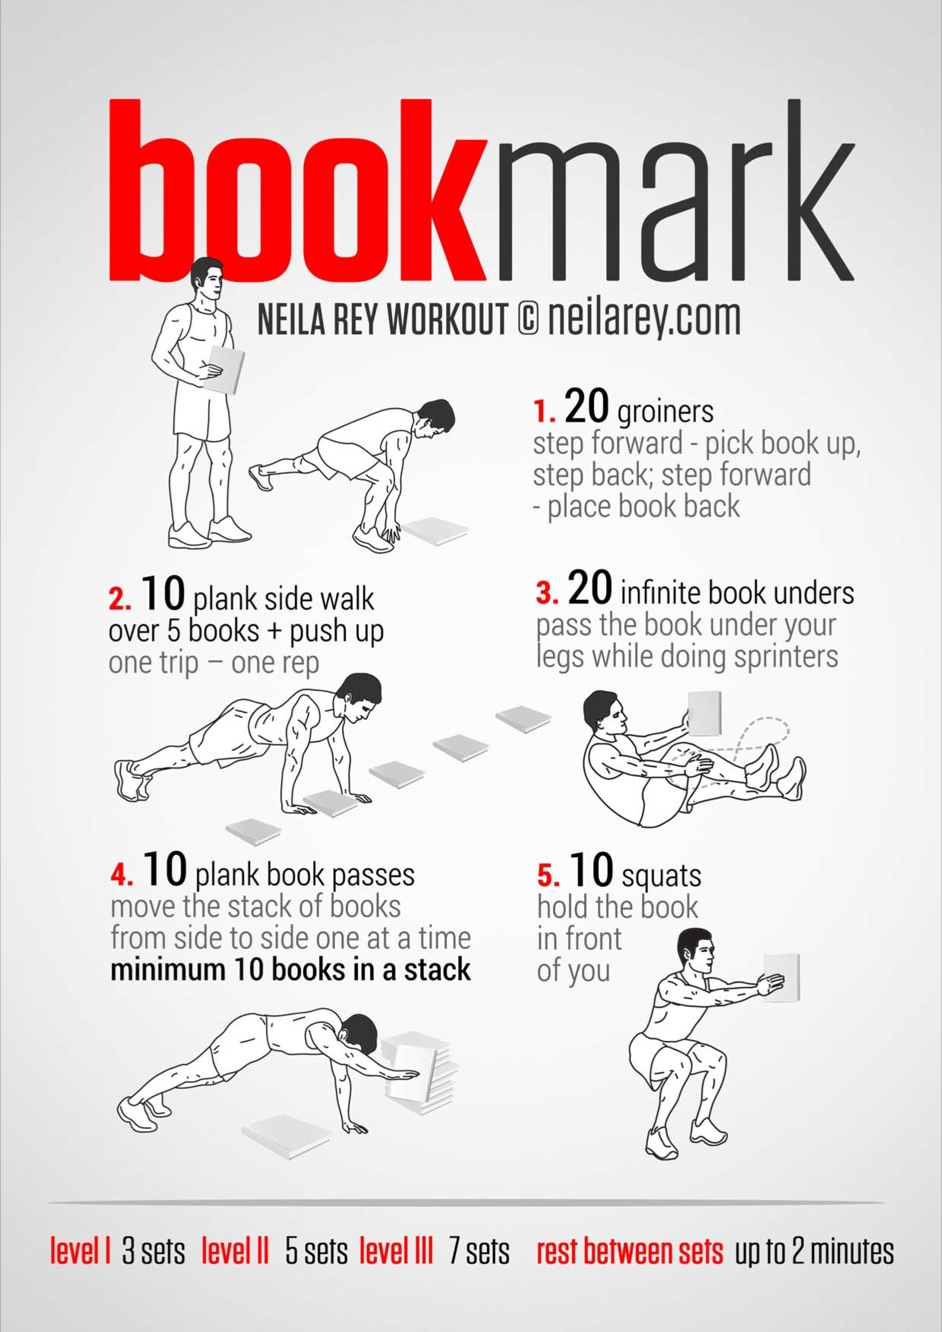 bookmark
NEILA REY WORKOUT © neilarey.com
1. 20 groiners
step forward - pick book up,
step back; step forward
- place book back
2. 10 plank side walk
over 5 books + push up
one trip – one rep
3. 20 infinite book unders
pass the book under your
legs while doing sprinters
4. 10 plank book passes
move the stack of books
from side to side one at a time
minimum 10 books in a stack
5. 10 squats
hold the book
in front
of you
level I 3 sets level II 5 sets level III 7 sets rest between sets up to 2 minutes